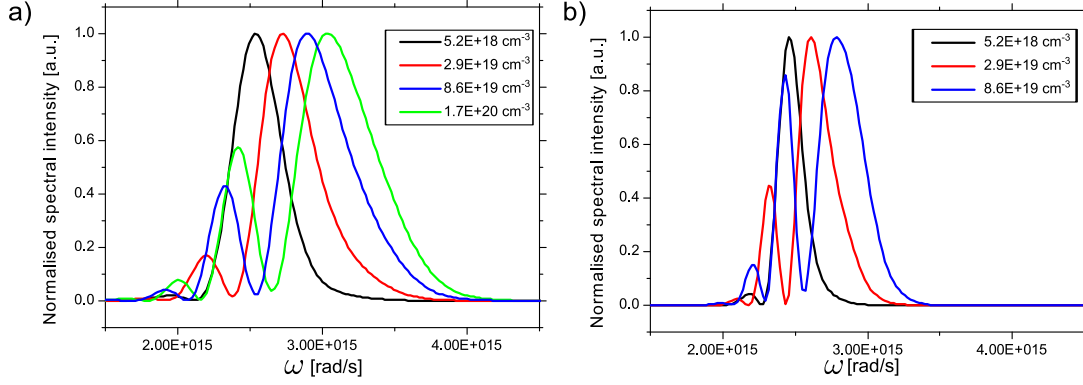 a)
Normalised spectral intensity [a.u.]
1.0
0.8
0.6
0.4
0.2
0.0
5.2E+18 cm-3
2.9E+19 cm-3
8.6E+19 cm-3
1.7E+20 cm-3
2.00E+015
3.00E+015
4.00E+015
ω [rad/s]
b)
Normalised spectral intensity [a.u.]
1.0
0.8
0.6
0.4
0.2
0.0
5.2E+18 cm-3
2.9E+19 cm-3
8.6E+19 cm-3
2.00E+015
3.00E+015
4.00E+015
ω [rad/s]